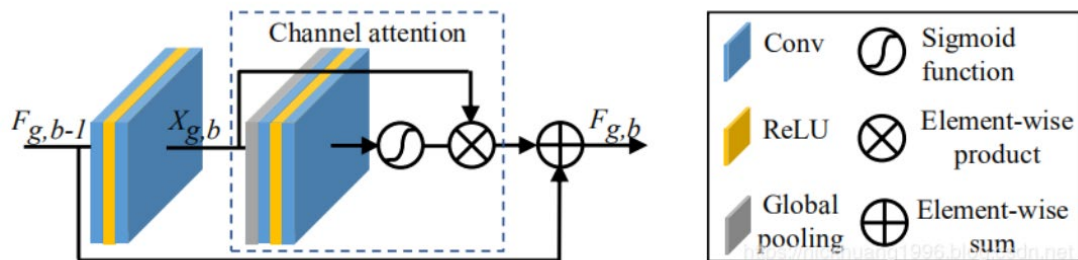 Channel attention
F_{g,b-1}
X_{g,b}
F_{g,b}
Conv
Sigmoid
function
ReLU
Element-wise
product
Global
pooling
Element-wise
sum